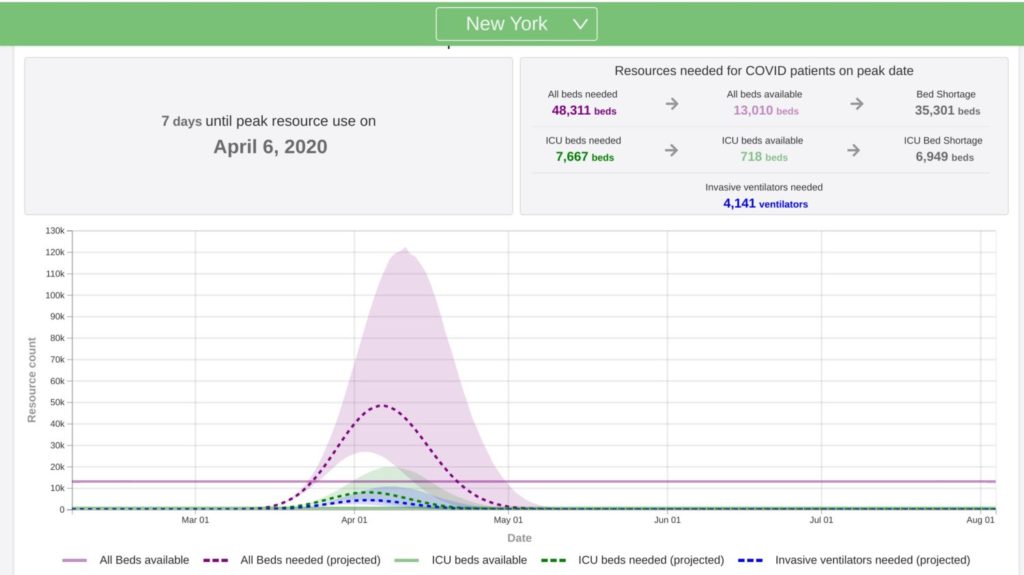 New York
7 days until peak resource use on
April 6, 2020
Resources needed for COVID patients on peak date
All beds needed
48,311 beds
All beds available
13,010 beds
Bed Shortage
35,301 beds
ICU beds needed
7,667 beds
ICU beds available
718 beds
ICU Bed Shortage
6,949 beds
Invasive ventilators needed
4,141 ventilators
130k
120k
110k
100k
90k
80k
70k
60k
50k
40k
30k
20k
10k
0
Resource count
Mar 01
Apr 01
May 01
Jun 01
Jul 01
Aug 01
Date
All Beds available
All Beds needed (projected)
ICU beds available
ICU beds needed (projected)
Invasive ventilators needed (projected)